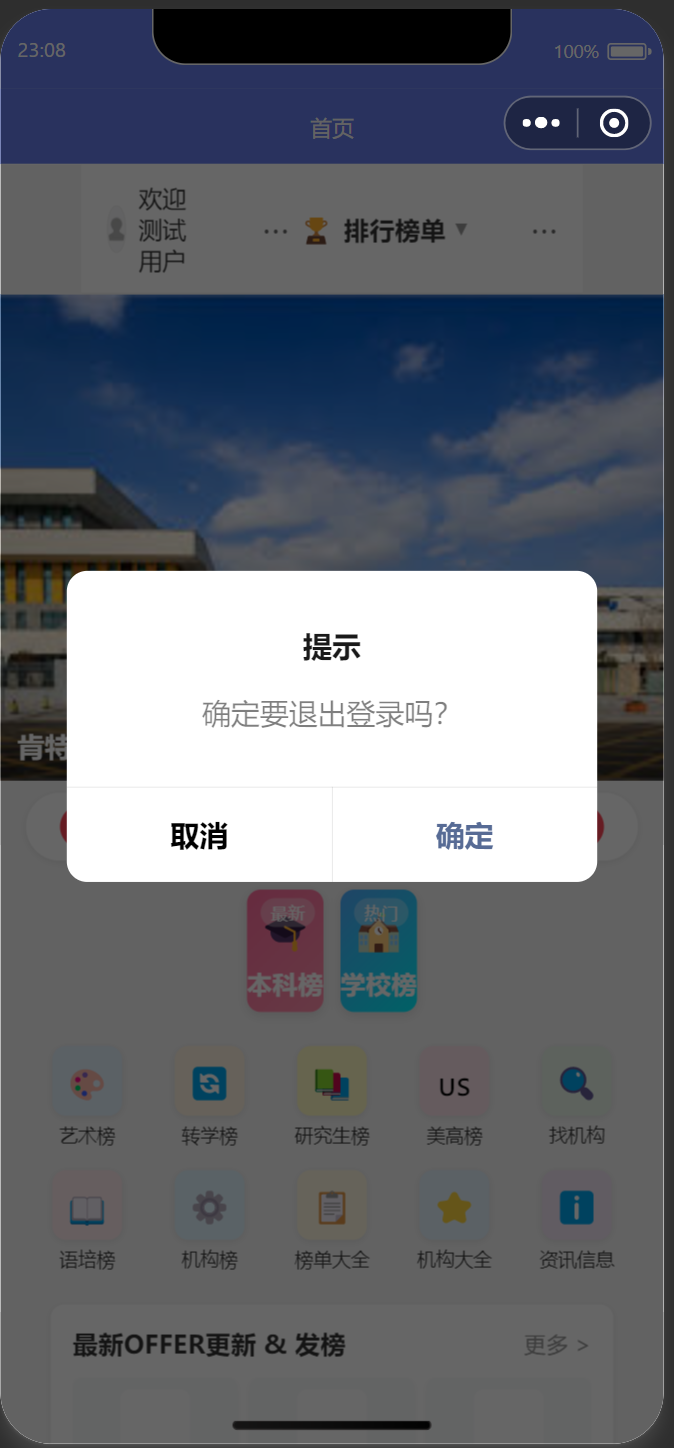 23:08
100%
首页
欢迎
测试
用户
···
排行榜单
▼
···
肯特
提示
确定要退出登录吗？
取消
确定
最新
热门
本科榜
学校榜
US
艺术榜
转学榜
研究生榜
美高榜
找机构
语培榜
机构榜
榜单大全
机构大全
资讯信息
最新OFFER更新 & 发榜
更多 >